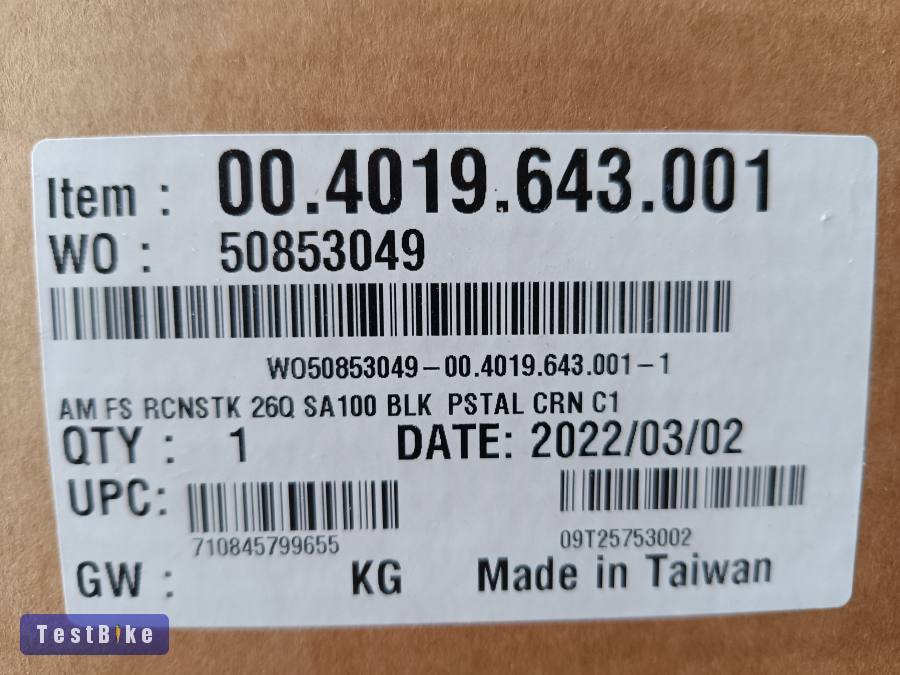 Item : 00.4019.643.001
WO : 50853049
WO50853049-00.4019.643.001-1
AM FS RCNSTK 26Q SA100 BLK PSTAL CRN C1
QTY : 1 DATE: 2022/03/02
UPC:
710845799655 09T25753002
GW : KG Made in Taiwan
TestBike